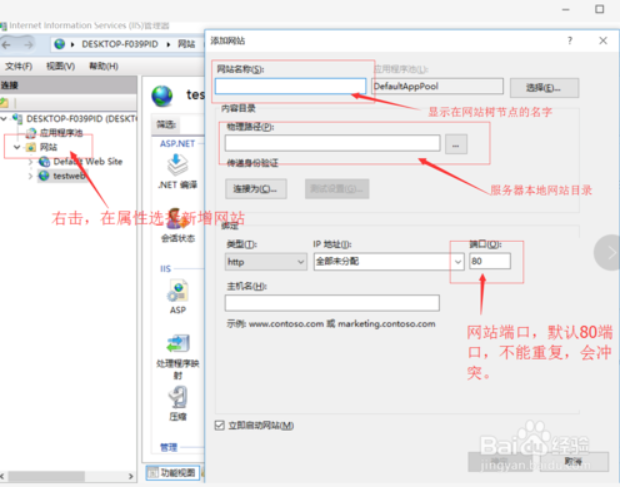 Internet Information Services (IIS)管理器
DESKTOP-F039PID
网站
文件(F)
视图(V)
帮助(H)
连接
DESKTOP-F039PID (DESKT
应用程序池
网站
Default Web Site
testweb
右击，在属性选择新增网站
tes
筛选:
ASP.NET
.NET 编译
会话状态
IIS
ASP
处理程序映
射
压缩
管理
功能视图
添加网站
?
网站名称(S):
应用程序池(L):
DefaultAppPool
选择(E)...
显示在网站树节点的名字
内容目录
物理路径(P):
...
传递身份验证
服务器本地网站目录
连接为(C)...
测试设置(G)...
绑定
类型(T):
IP 地址(I):
端口(O):
http
全部未分配
80
主机名(H):
示例: www.contoso.com 或 marketing.contoso.com
网站端口，默认80端
口，不能重复，会冲
突。
立即启动网站(M)
取消
Baidu经验
jingyan.baidu.com